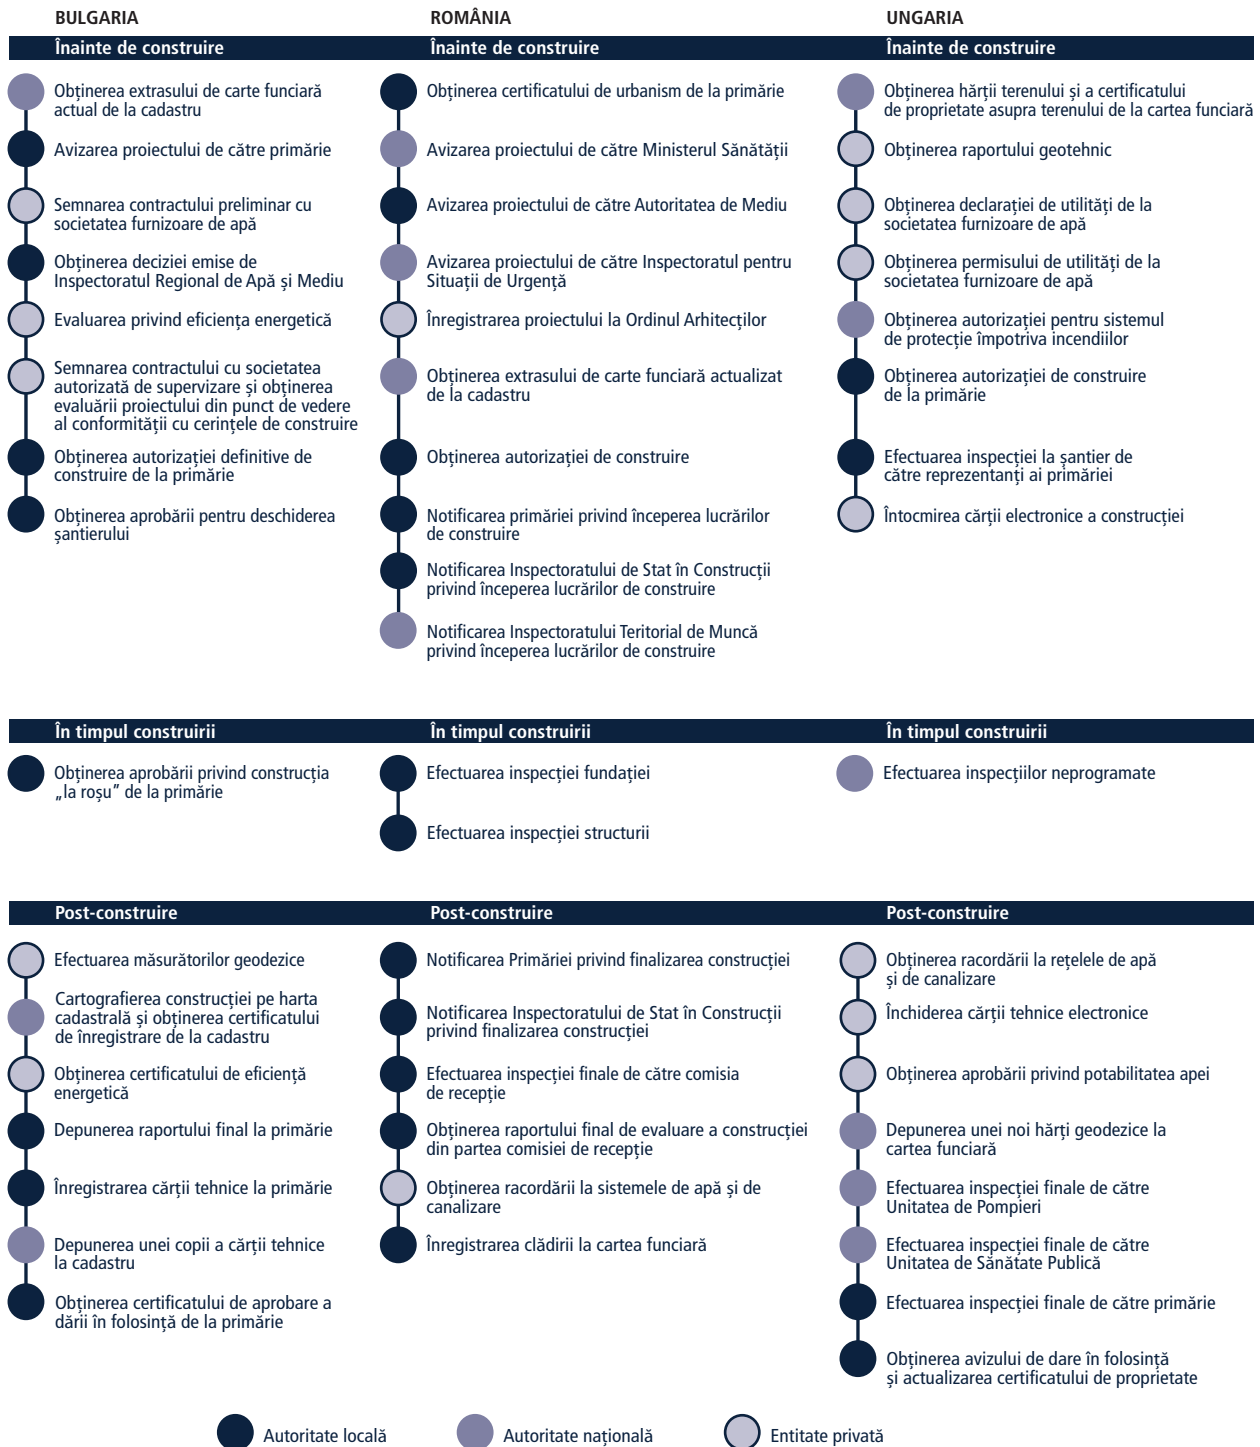 BULGARIA
ROMÂNIA
UNGARIA
Înainte de construire
Înainte de construire
Înainte de construire
Obținerea extrasului de carte funciară
actual de la cadastru
Avizarea proiectului de către primărie
Semnarea contractului preliminar cu
societatea furnizoare de apă
Obținerea deciziei emise de
Inspectoratul Regional de Apă și Mediu
Evaluarea privind eficiența energetică
Semnarea contractului cu societatea
autorizată de supervizare și obținerea
evaluării proiectului din punct de vedere
al conformității cu cerințele de construire
Obținerea autorizației definitive de
construire de la primărie
Obținerea aprobării pentru deschiderea
șantierului
Obținerea certificatului de urbanism de la primărie
Avizarea proiectului de către Ministerul Sănătății
Avizarea proiectului de către Autoritatea de Mediu
Avizarea proiectului de către Inspectoratul pentru
Situații de Urgență
Înregistrarea proiectului la Ordinul Arhitecților
Obținerea extrasului de carte funciară actualizat
de la cadastru
Obținerea autorizației de construire
Notificarea primăriei privind începerea lucrărilor
de construire
Notificarea Inspectoratului de Stat în Construcții
privind începerea lucrărilor de construire
Notificarea Inspectoratului Teritorial de Muncă
privind începerea lucrărilor de construire
Obținerea hărții terenului și a certificatului
de proprietate asupra terenului de la cartea funciară
Obținerea raportului geotehnic
Obținerea declarației de utilități de la
societatea furnizoare de apă
Obținerea permisului de utilități de la
societatea furnizoare de apă
Obținerea autorizației pentru sistemul
de protecție împotriva incendiilor
Obținerea autorizației de construire
de la primărie
Efectuarea inspecției la șantier de
către reprezentanți ai primăriei
Întocmirea cărții electronice a construcției
În timpul construirii
În timpul construirii
În timpul construirii
Obținerea aprobării privind construcția
„la roșu” de la primărie
Efectuarea inspecției fundației
Efectuarea inspecției structurii
Efectuarea inspecțiilor neprogramate
Post-construire
Post-construire
Post-construire
Efectuarea măsurătorilor geodezice
Cartografierea construcției pe harta
cadastrală și obținerea certificatului
de înregistrare de la cadastru
Obținerea certificatului de eficiență
energetică
Depunerea raportului final la primărie
Înregistrarea cărții tehnice la primărie
Depunerea unei copii a cărții tehnice
la cadastru
Obținerea certificatului de aprobare a
dării în folosință de la primărie
Notificarea Primăriei privind finalizarea construcției
Notificarea Inspectoratului de Stat în Construcții
privind finalizarea construcției
Efectuarea inspecției finale de către comisia
de recepție
Obținerea raportului final de evaluare a construcției
din partea comisiei de recepție
Obținerea racordării la sistemele de apă și de
canalizare
Înregistrarea clădirii la cartea funciară
Obținerea racordării la rețelele de apă
și de canalizare
Închiderea cărții tehnice electronice
Obținerea aprobării privind potabilitatea apei
Depunerea unei noi hărți geodezice la
cartea funciară
Efectuarea inspecției finale de către
Unitatea de Pompieri
Efectuarea inspecției finale de către
Unitatea de Sănătate Publică
Efectuarea inspecției finale de către primărie
Obținerea avizului de dare în folosință
și actualizarea certificatului de proprietate
Autoritate locală
Autoritate națională
Entitate privată